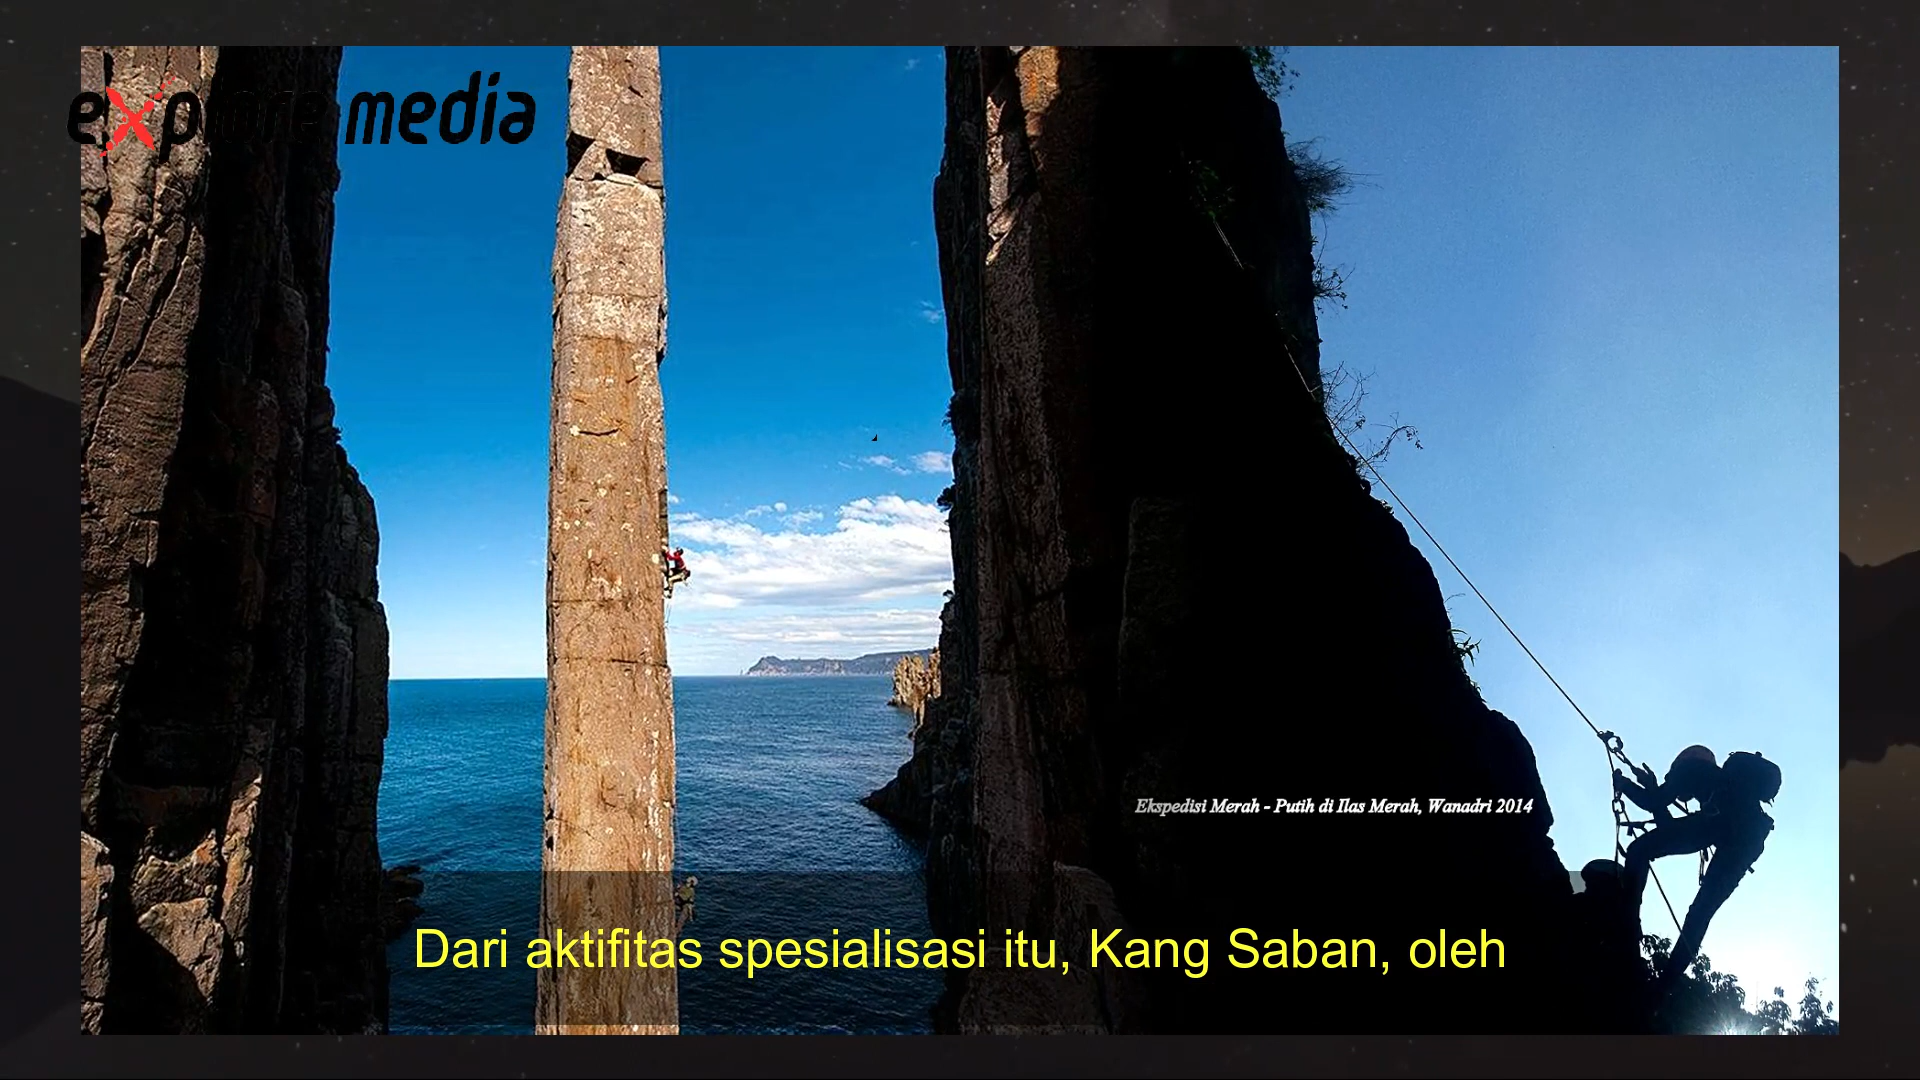 explore media
Ekspedisi Merah - Putih di Ilas Merah, Wanadri 2014
Dari aktifitas spesialisasi itu, Kang Saban, oleh